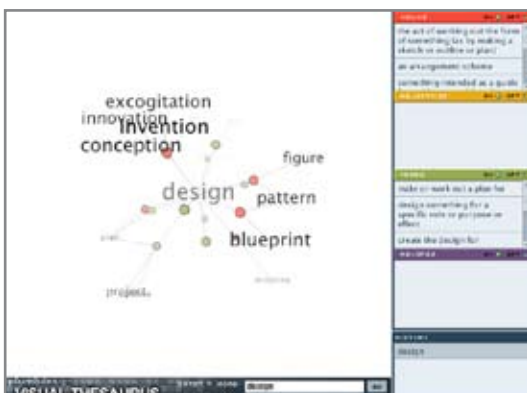 excogitation
innovation
invention
conception
figure
design
pattern
blueprint
project
design
VISUAL THESAURUS
the act of working out the form
of something (as by making a
sketch or outline or plan)
an arrangement scheme
something intended as a guide
make or work out a plan for
design something for a
specific role or purpose or
effect
create the design for
design